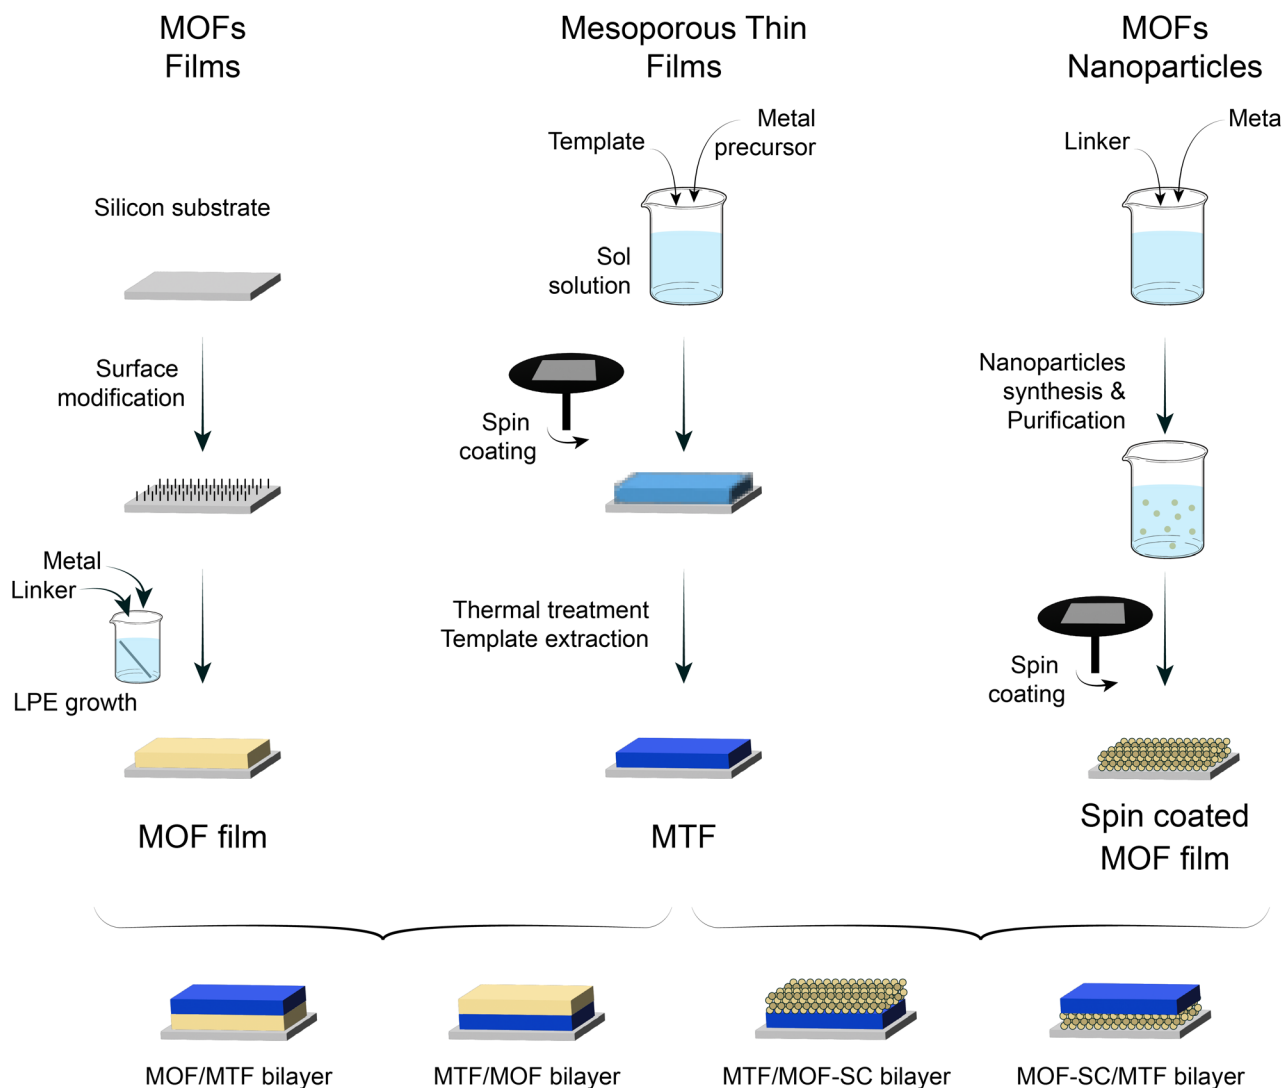 MOFs
Films
Silicon substrate
Surface
modification
Metal
Linker
LPE growth
MOF film
Mesoporous Thin
Films
Template
Metal
precursor
Sol
solution
Spin
coating
Thermal treatment
Template extraction
MTF
MOFs
Nanoparticles
Linker
Meta
Nanoparticles
synthesis &
Purification
Spin
coating
Spin coated
MOF film
MOF/MTF bilayer
MTF/MOF bilayer
MTF/MOF-SC bilayer
MOF-SC/MTF bilayer